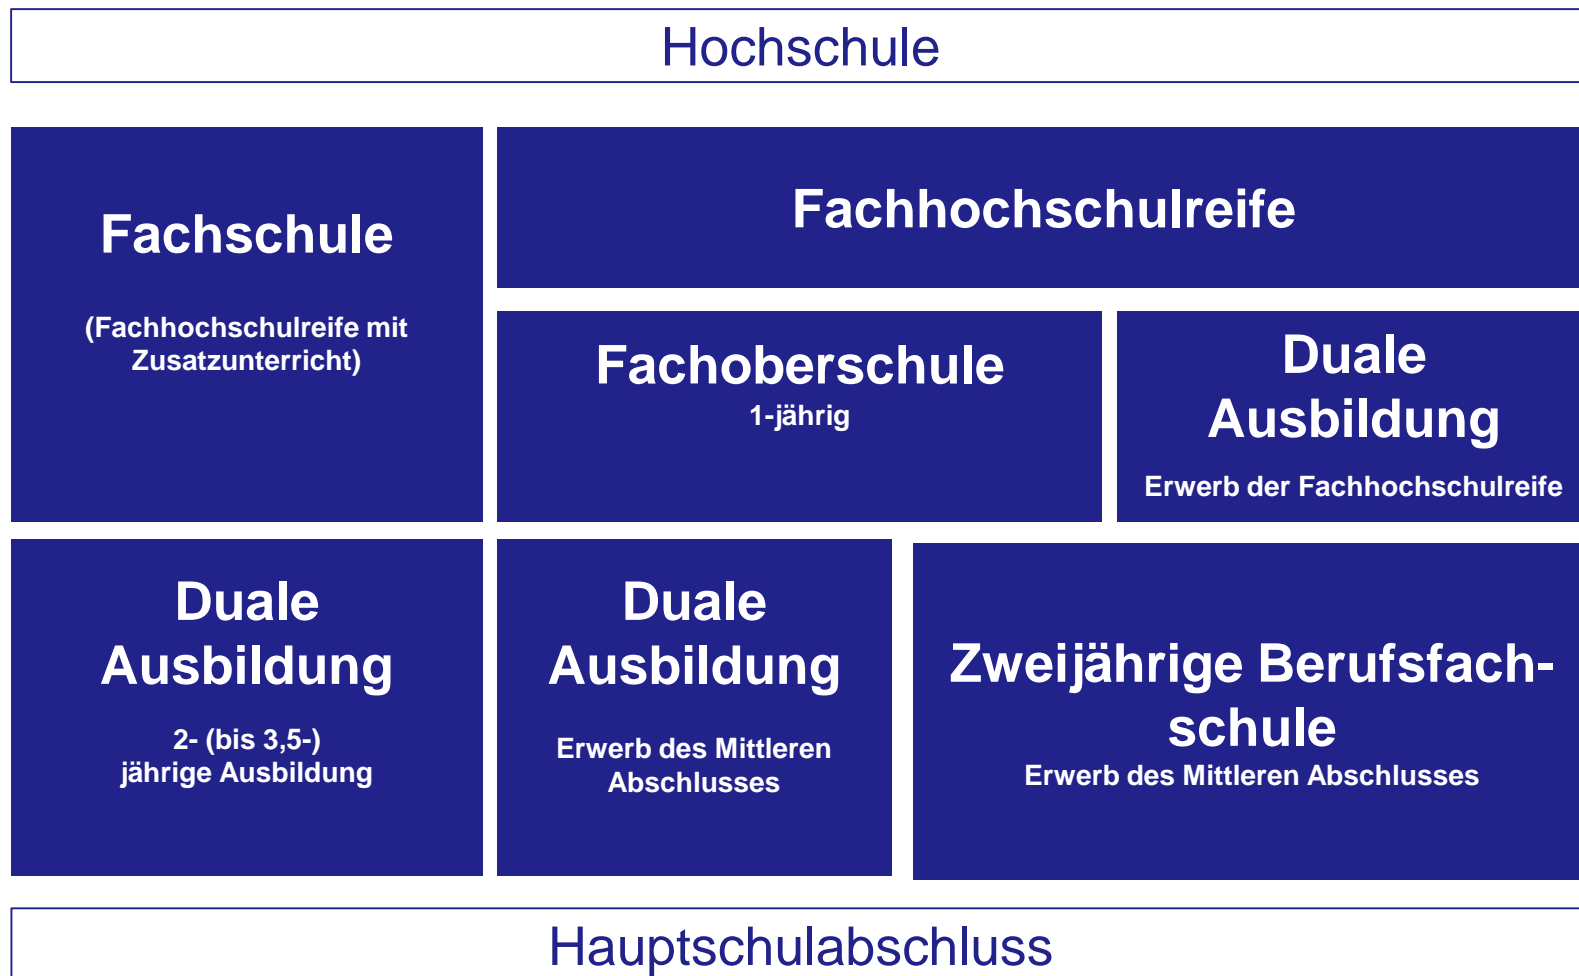 Hochschule
Fachschule
(Fachhochschulreife mit
Zusatzunterricht)
Fachhochschulreife
Fachoberschule
1-jährig
Duale
Ausbildung
Erwerb der Fachhochschulreife
Duale
Ausbildung
2- (bis 3,5-)
jährige Ausbildung
Duale
Ausbildung
Erwerb des Mittleren
Abschlusses
Zweijährige Berufsfach-
schule
Erwerb des Mittleren Abschlusses
Hauptschulabschluss